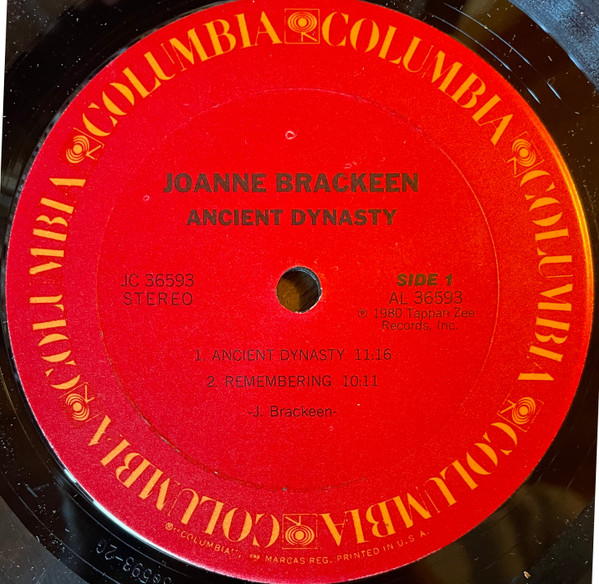 COLUMBIA COLUMBIA COLUMBIA COLUMBIA COLUMBIA COLUMBIA
JOANNE BRACKEEN
ANCIENT DYNASTY
JC 36593
STEREO
SIDE 1
AL 36593
℗ 1980 Tappan Zee
Records, Inc.
1. ANCIENT DYNASTY 11:16
2. REMEMBERING 10:11
-J. Brackeen-
"COLUMBIA," MARCAS REG. PRINTED IN U.S.A.